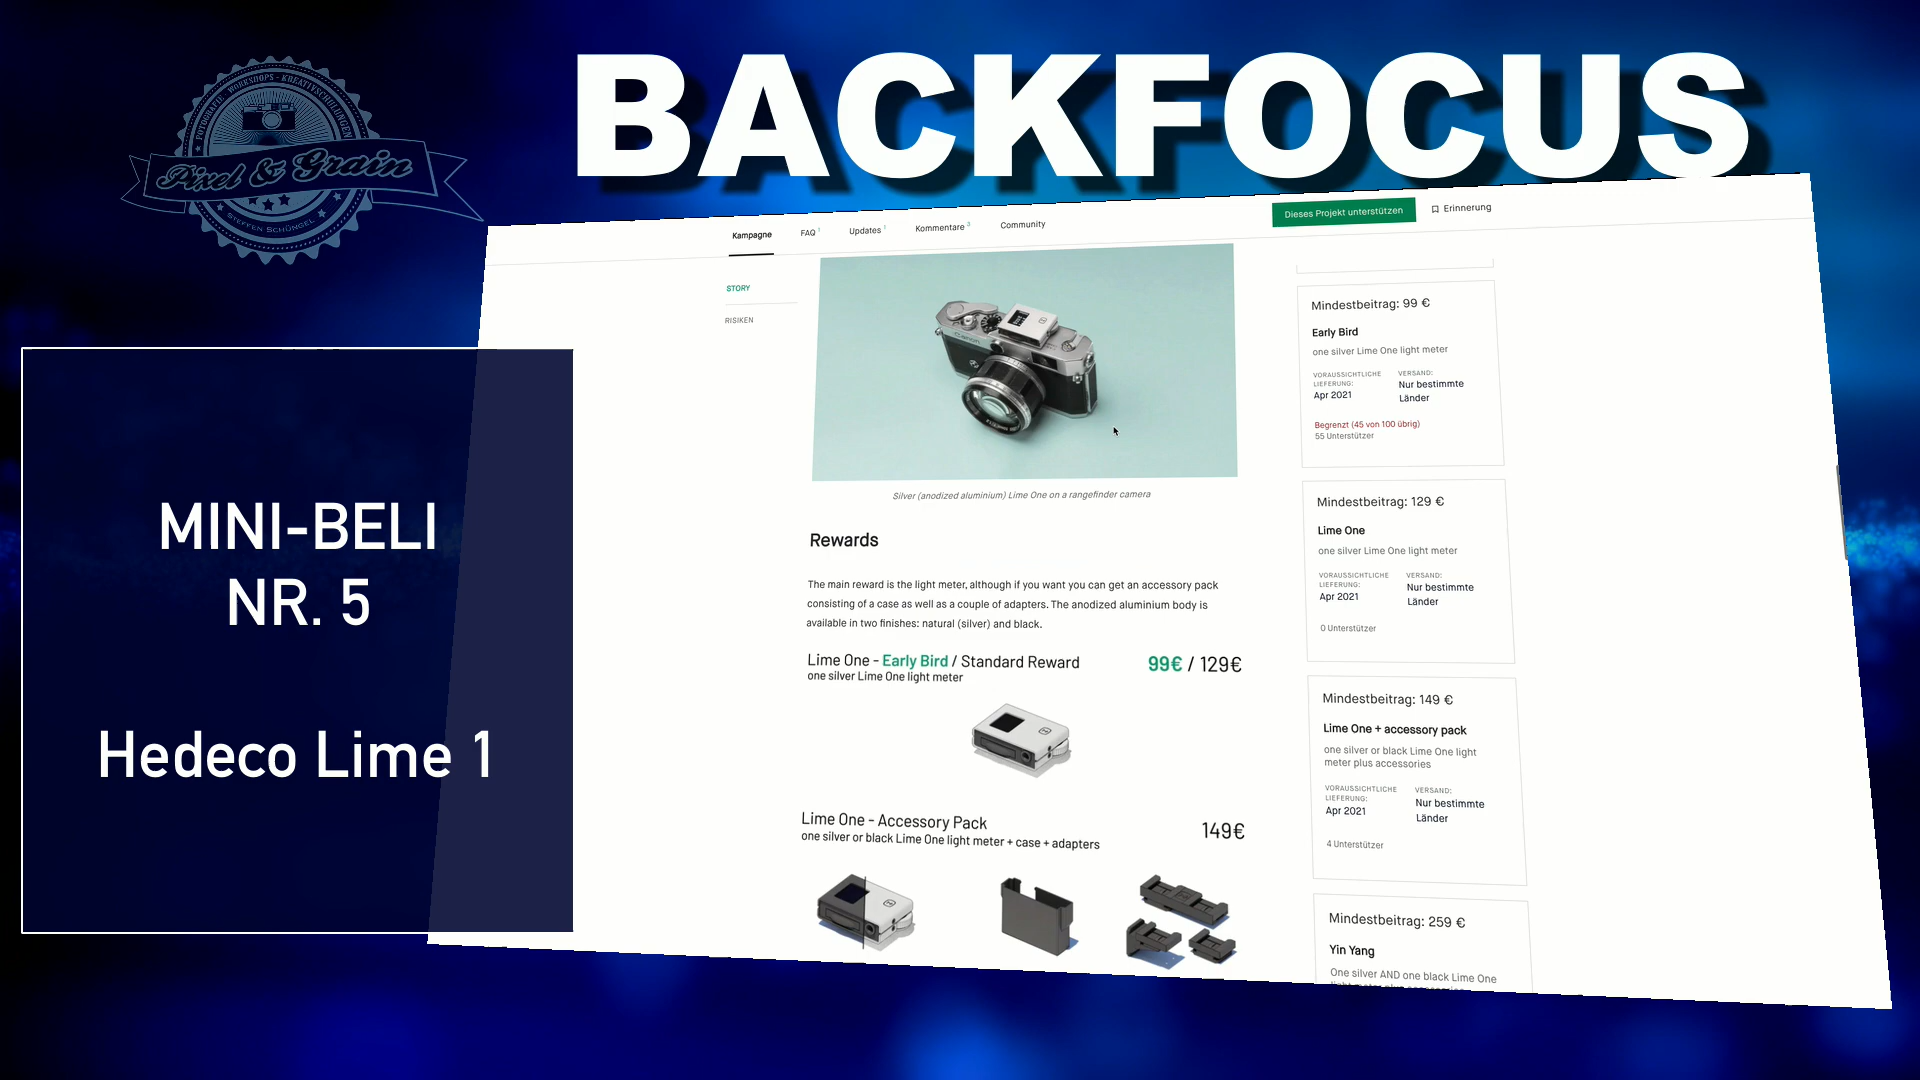 BACKFOCUS
FOTOGRAFIE · WORKSHOPS · KREATIVSCHULUNGEN
Pixel & Grain
STEFFEN SCHÜNGEL
MINI-BELI
NR. 5
Hedeco Lime 1
Kampagne FAQ 1 Updates 1 Kommentare 3 Community
Dieses Projekt unterstützen Erinnerung
STORY
RISIKEN
Silver (anodized aluminium) Lime One on a rangefinder camera
Rewards
The main reward is the light meter, although if you want you can get an accessory pack
consisting of a case as well as a couple of adapters. The anodized aluminium body is
available in two finishes: natural (silver) and black.
Lime One - Early Bird / Standard Reward 99€ / 129€
one silver Lime One light meter
Lime One - Accessory Pack 149€
one silver or black Lime One light meter + case + adapters
Mindestbeitrag: 99 €
Early Bird
one silver Lime One light meter
VORAUSSICHTLICHE VERSAND:
LIEFERUNG: Nur bestimmte
Apr 2021 Länder
Begrenzt (45 von 100 übrig)
55 Unterstützer
Mindestbeitrag: 129 €
Lime One
one silver Lime One light meter
VORAUSSICHTLICHE VERSAND:
LIEFERUNG: Nur bestimmte
Apr 2021 Länder
0 Unterstützer
Mindestbeitrag: 149 €
Lime One + accessory pack
one silver or black Lime One light
meter plus accessories
VORAUSSICHTLICHE VERSAND:
LIEFERUNG: Nur bestimmte
Apr 2021 Länder
4 Unterstützer
Mindestbeitrag: 259 €
Yin Yang
One silver AND one black Lime One